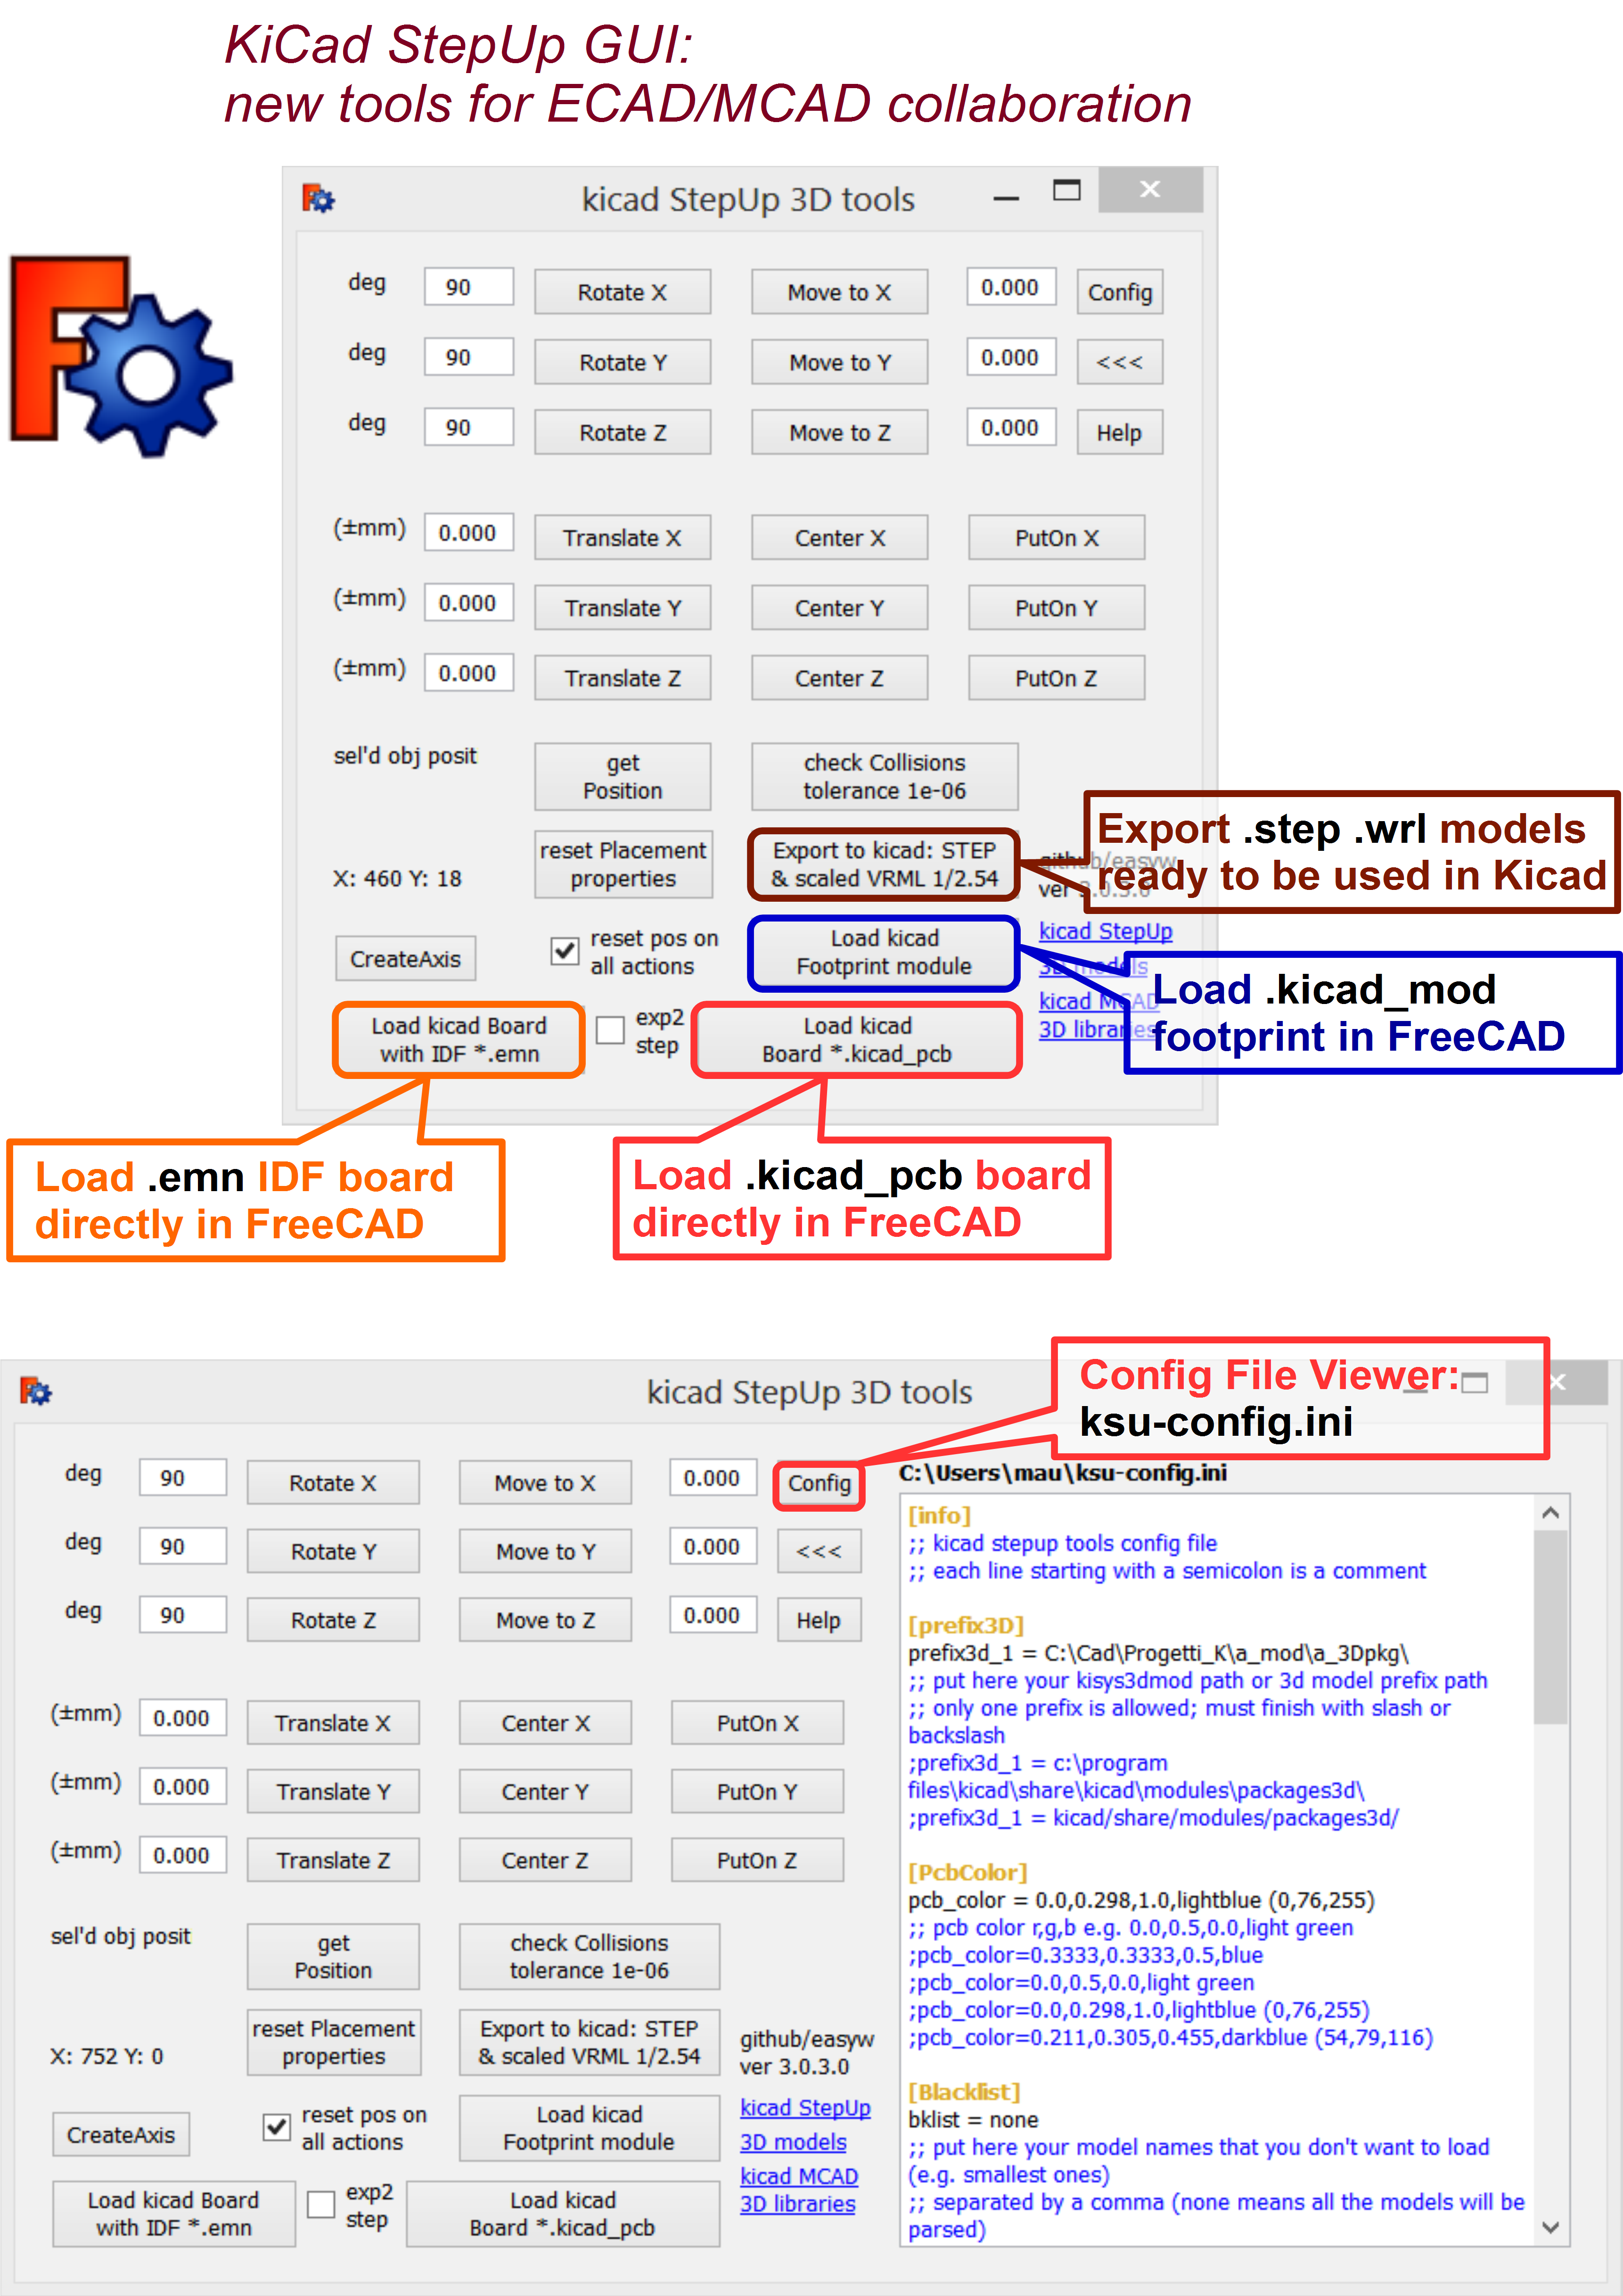 KiCad StepUp GUI:
new tools for ECAD/MCAD collaboration
kicad StepUp 3D tools
deg 90 Rotate X Move to X 0.000 Config
deg 90 Rotate Y Move to Y 0.000 <<<
deg 90 Rotate Z Move to Z 0.000 Help
(±mm) 0.000 Translate X Center X PutOn X
(±mm) 0.000 Translate Y Center Y PutOn Y
(±mm) 0.000 Translate Z Center Z PutOn Z
sel'd obj posit
get
Position
check Collisions
tolerance 1e-06
X: 460 Y: 18
reset Placement
properties
Export to kicad: STEP
& scaled VRML 1/2.54
github/easyw
ver 3.0.3.0
Export .step .wrl models
ready to be used in Kicad
CreateAxis
reset pos on
all actions
Load kicad
Footprint module
kicad StepUp
3D models
kicad MCAD
3D libraries
Load .kicad_mod
footprint in FreeCAD
Load kicad Board
with IDF *.emn
exp2
step
Load kicad
Board *.kicad_pcb
Load .emn IDF board
directly in FreeCAD
Load .kicad_pcb board
directly in FreeCAD
kicad StepUp 3D tools
Config File Viewer:
ksu-config.ini
deg 90 Rotate X Move to X 0.000 Config
deg 90 Rotate Y Move to Y 0.000 <<<
deg 90 Rotate Z Move to Z 0.000 Help
(±mm) 0.000 Translate X Center X PutOn X
(±mm) 0.000 Translate Y Center Y PutOn Y
(±mm) 0.000 Translate Z Center Z PutOn Z
sel'd obj posit
get
Position
check Collisions
tolerance 1e-06
X: 752 Y: 0
reset Placement
properties
Export to kicad: STEP
& scaled VRML 1/2.54
github/easyw
ver 3.0.3.0
CreateAxis
reset pos on
all actions
Load kicad
Footprint module
kicad StepUp
3D models
kicad MCAD
3D libraries
Load kicad Board
with IDF *.emn
exp2
step
Load kicad
Board *.kicad_pcb
C:\Users\mau\ksu-config.ini
[info]
;; kicad stepup tools config file
;; each line starting with a semicolon is a comment
[prefix3D]
prefix3d_1 = C:\Cad\Progetti_K\a_mod\a_3Dpkg\
;; put here your kisys3dmod path or 3d model prefix path
;; only one prefix is allowed; must finish with slash or
backslash
;prefix3d_1 = c:\program
files\kicad\share\kicad\modules\packages3d\
;prefix3d_1 = kicad/share/modules/packages3d/
[PcbColor]
pcb_color = 0.0,0.298,1.0,lightblue (0,76,255)
;; pcb color r,g,b e.g. 0.0,0.5,0.0,light green
;pcb_color=0.3333,0.3333,0.5,blue
;pcb_color=0.0,0.5,0.0,light green
;pcb_color=0.0,0.298,1.0,lightblue (0,76,255)
;pcb_color=0.211,0.305,0.455,darkblue (54,79,116)
[Blacklist]
bklist = none
;; put here your model names that you don't want to load
(e.g. smallest ones)
;; separated by a comma (none means all the models will be
parsed)